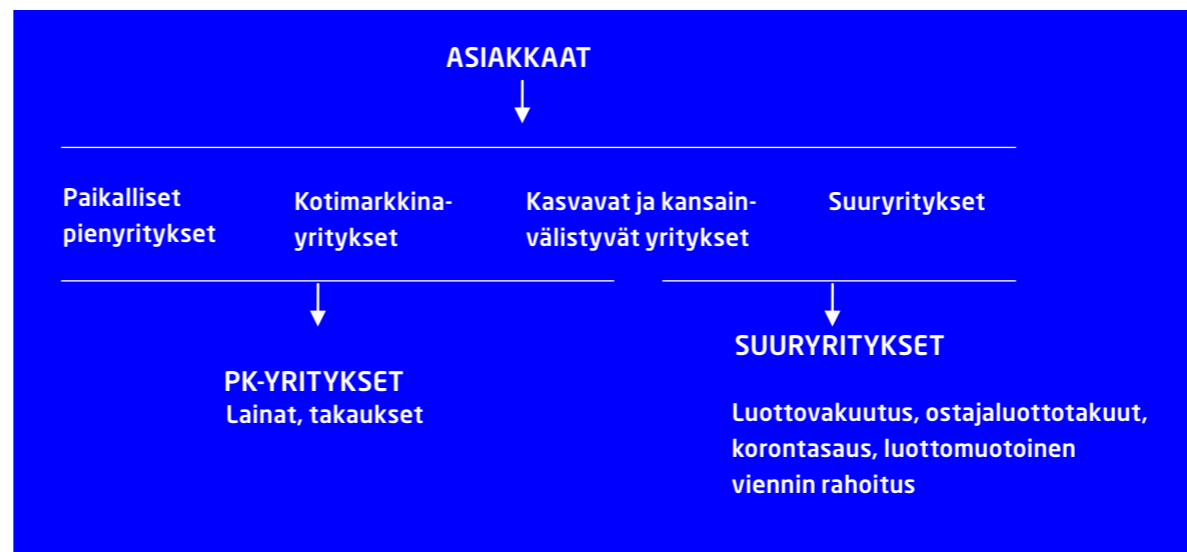 ASIAKKAAT
Paikalliset
pienyritykset
Kotimarkkina-
yritykset
Kasvavat ja kansain-
välistyvät yritykset
Suuryritykset
PK-YRITYKSET
Lainat, takaukset
SUURYRITYKSET
Luottovakuutus, ostajaluottotakuut,
korontasaus, luottomuotoinen
viennin rahoitus